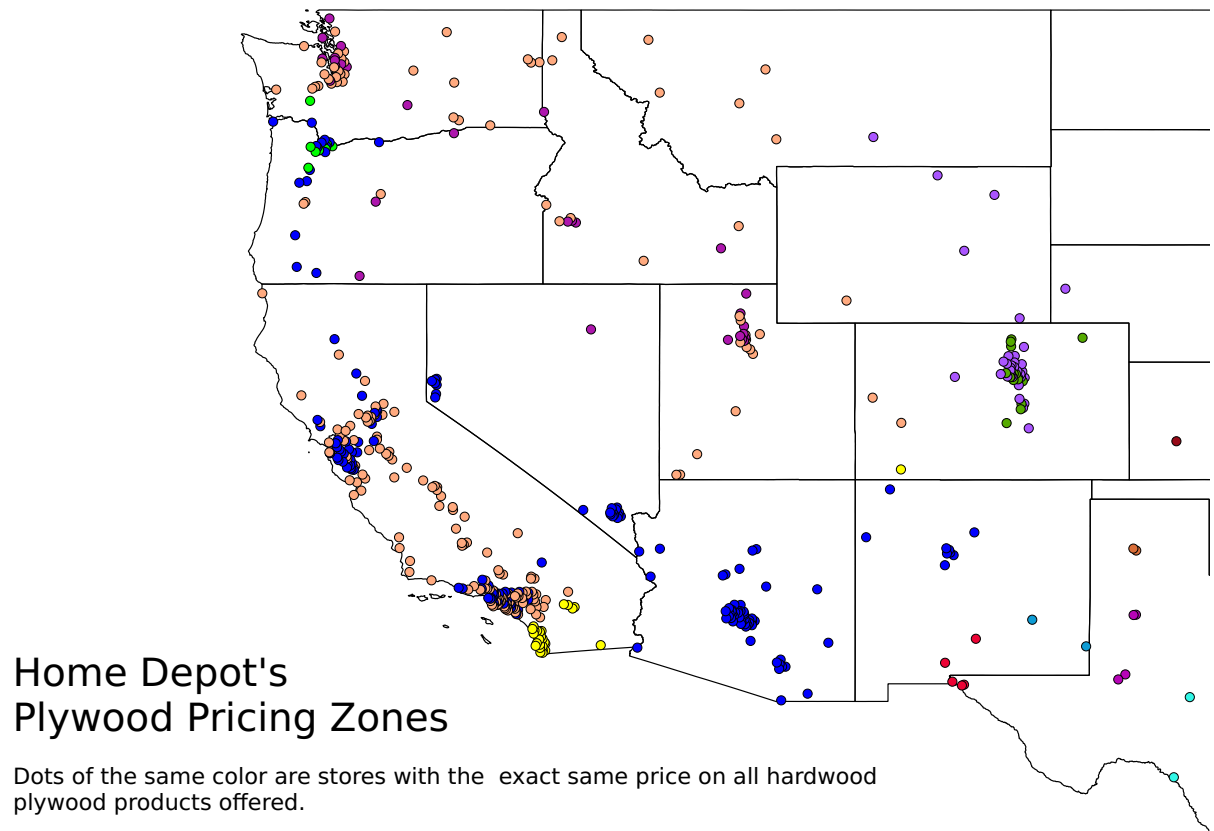 Home Depot's
Plywood Pricing Zones
Dots of the same color are stores with the  exact same price on all hardwood
plywood products offered.